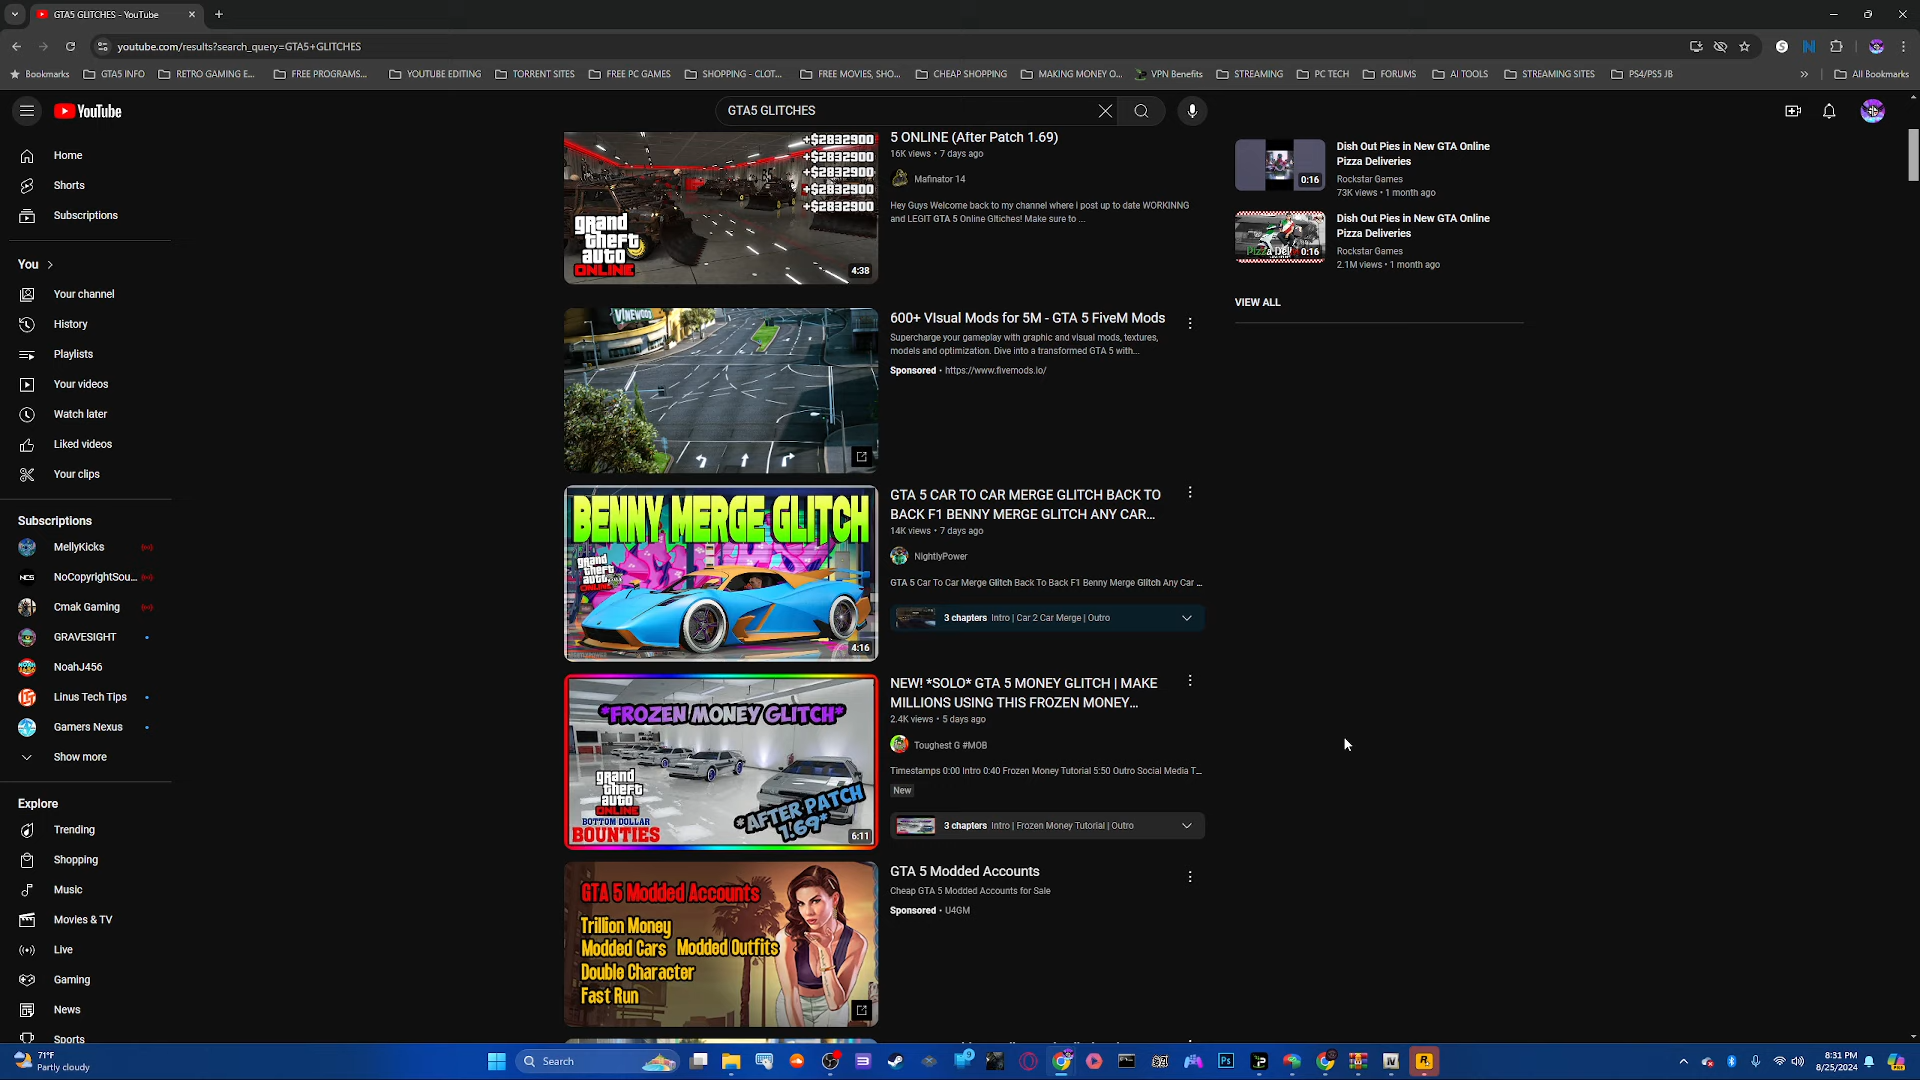 GTA5 GLITCHES - YouTube
youtube.com/results?search_query=GTA5+GLITCHES
Bookmarks
GTA5 INFO
RETRO GAMING E...
FREE PROGRAMS...
YOUTUBE EDITING
TORRENT SITES
FREE PC GAMES
SHOPPING - CLOT...
FREE MOVIES, SHO...
CHEAP SHOPPING
MAKING MONEY O...
VPN Benefits
STREAMING
PC TECH
FORUMS
AI TOOLS
STREAMING SITES
PS4/PS5 JB
All Bookmarks
YouTube
GTA5 GLITCHES
Home
Shorts
Subscriptions
You
Your channel
History
Playlists
Your videos
Watch later
Liked videos
Your clips
Subscriptions
MellyKicks
NoCopyrightSou...
Cmak Gaming
GRAVESIGHT
NoahJ456
Linus Tech Tips
Gamers Nexus
Show more
Explore
Trending
Shopping
Music
Movies & TV
Live
Gaming
News
Sports
+$2832900
+$2832900
+$2832900
+$2832900
+$2832900
grand
theft
auto
ONLINE
4:38
5 ONLINE (After Patch 1.69)
16K views • 7 days ago
Mafinator 14
Hey Guys Welcome back to my channel where i post up to date WORKINNG
and LEGIT GTA 5 Online Gltiches! Make sure to ...
VINEWOOD
600+ Visual Mods for 5M - GTA 5 FiveM Mods
Supercharge your gameplay with graphic and visual mods, textures,
models and optimization. Dive into a transformed GTA 5 with...
Sponsored • https://www.fivemods.io/
BENNY MERGE GLITCH
grand
theft
auto
ONLINE
4:16
GTA 5 CAR TO CAR MERGE GLITCH BACK TO
BACK F1 BENNY MERGE GLITCH ANY CAR...
14K views • 7 days ago
NightlyPower
GTA 5 Car To Car Merge Glitch Back To Back F1 Benny Merge Glitch Any Car ...
3 chapters Intro | Car 2 Car Merge | Outro
*FROZEN MONEY GLITCH*
grand
theft
auto
ONLINE
BOTTOM DOLLAR
BOUNTIES
*AFTER PATCH
1.69*
6:11
NEW! *SOLO* GTA 5 MONEY GLITCH | MAKE
MILLIONS USING THIS FROZEN MONEY...
2.4K views • 5 days ago
Toughest G #MOB
Timestamps 0:00 Intro 0:40 Frozen Money Tutorial 5:50 Outro Social Media T...
New
3 chapters Intro | Frozen Money Tutorial | Outro
GTA 5 Modded Accounts
Trillion Money
Modded Cars Modded Outfits
Double Character
Fast Run
GTA 5 Modded Accounts
Cheap GTA 5 Modded Accounts for Sale
Sponsored • U4GM
0:16
Dish Out Pies in New GTA Online
Pizza Deliveries
Rockstar Games
73K views • 1 month ago
0:16
Dish Out Pies in New GTA Online
Pizza Deliveries
Rockstar Games
2.1M views • 1 month ago
VIEW ALL
71°F
Partly cloudy
Search
8:31 PM
8/25/2024